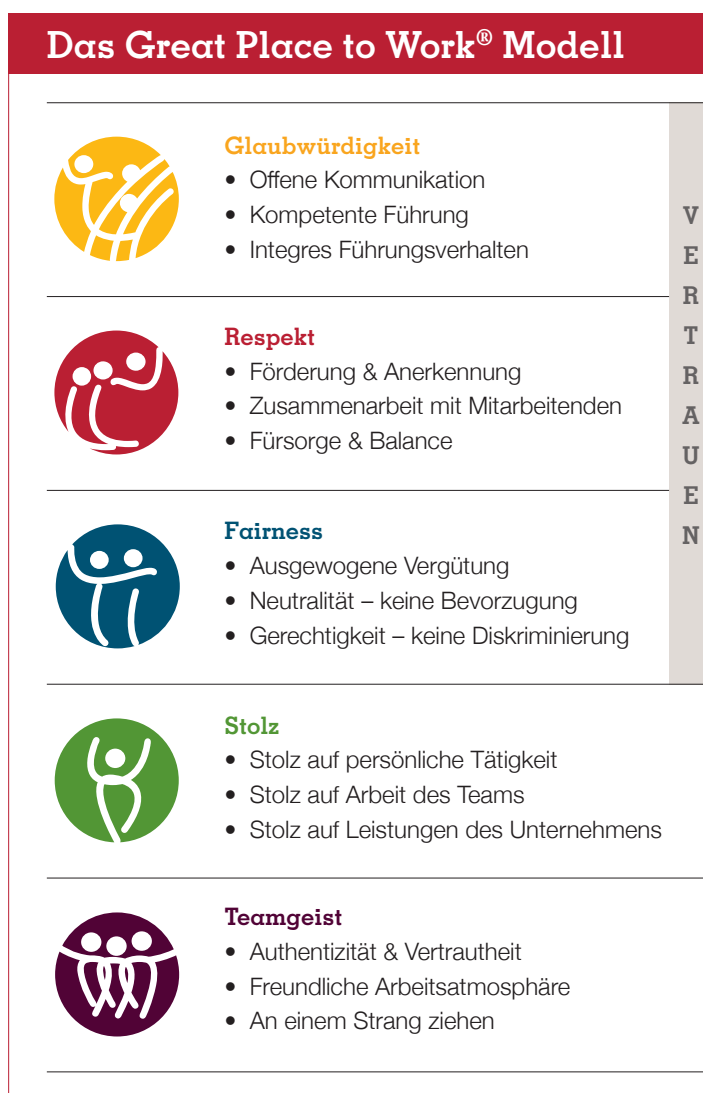 Das Great Place to Work® Modell
Glaubwürdigkeit
• Offene Kommunikation
• Kompetente Führung
• Integres Führungsverhalten
Respekt
• Förderung & Anerkennung
• Zusammenarbeit mit Mitarbeitenden
• Fürsorge & Balance
Fairness
• Ausgewogene Vergütung
• Neutralität – keine Bevorzugung
• Gerechtigkeit – keine Diskriminierung
VERTRAUEN
Stolz
• Stolz auf persönliche Tätigkeit
• Stolz auf Arbeit des Teams
• Stolz auf Leistungen des Unternehmens
Teamgeist
• Authentizität & Vertrautheit
• Freundliche Arbeitsatmosphäre
• An einem Strang ziehen